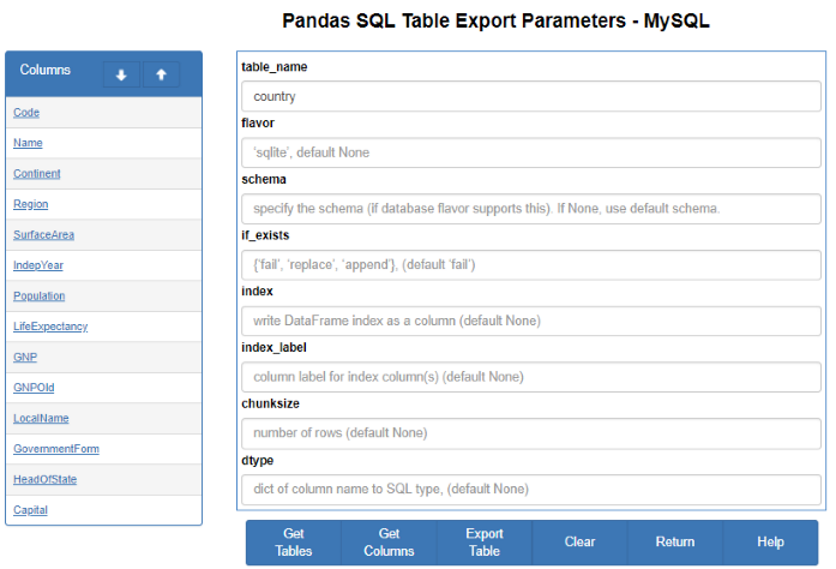 Pandas SQL Table Export Parameters - MySQL
Columns
Code
Name
Continent
Region
SurfaceArea
IndepYear
Population
LifeExpectancy
GNP
GNPOld
LocalName
GovernmentForm
HeadOfState
Capital
table_name
country
flavor
'sqlite', default None
schema
specify the schema (if database flavor supports this). If None, use default schema.
if_exists
{'fail', 'replace', 'append'}, (default 'fail')
index
write DataFrame index as a column (default None)
index_label
column label for index column(s) (default None)
chunksize
number of rows (default None)
dtype
dict of column name to SQL type, (default None)
Get
Tables
Get
Columns
Export
Table
Clear
Return
Help